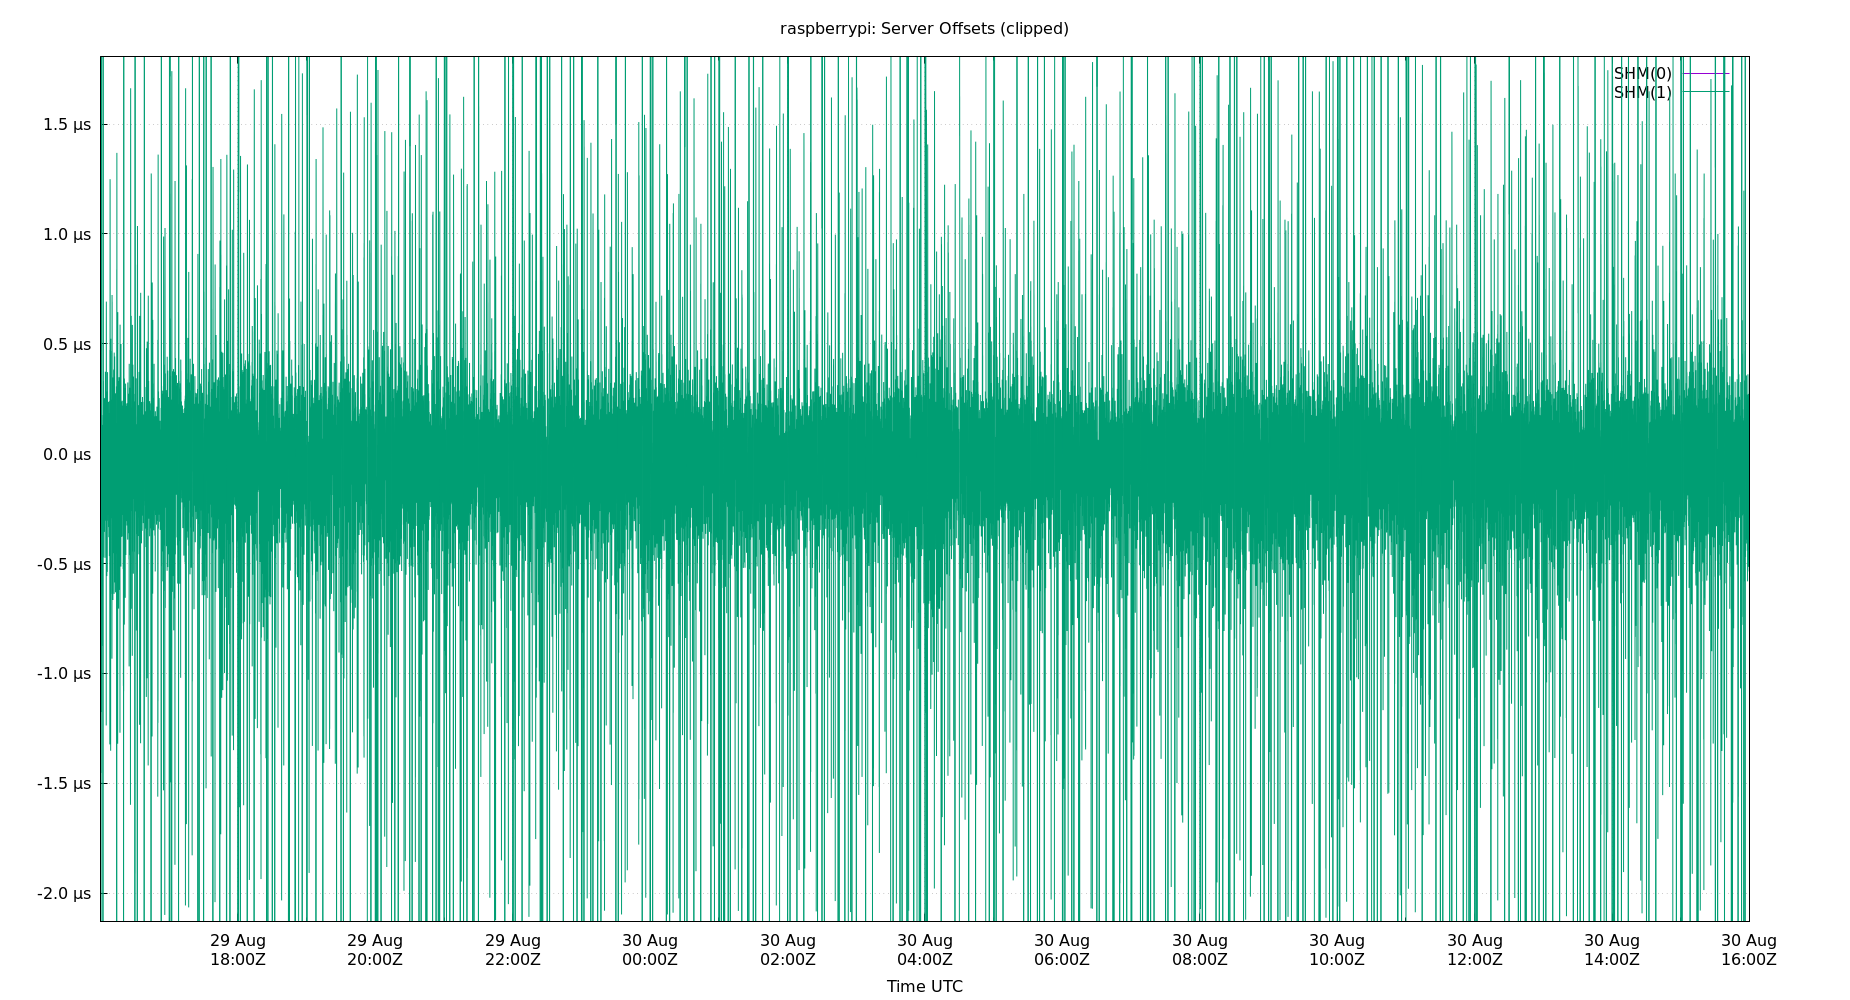 raspberrypi: Server Offsets (clipped)
SHM(0)
SHM(1)
1.5 µs
1.0 µs
0.5 µs
0.0 µs
-0.5 µs
-1.0 µs
-1.5 µs
-2.0 µs
29 Aug 29 Aug 29 Aug 30 Aug 30 Aug 30 Aug 30 Aug 30 Aug 30 Aug 30 Aug 30 Aug 30 Aug
18:00Z 20:00Z 22:00Z 00:00Z 02:00Z 04:00Z 06:00Z 08:00Z 10:00Z 12:00Z 14:00Z 16:00Z
Time UTC